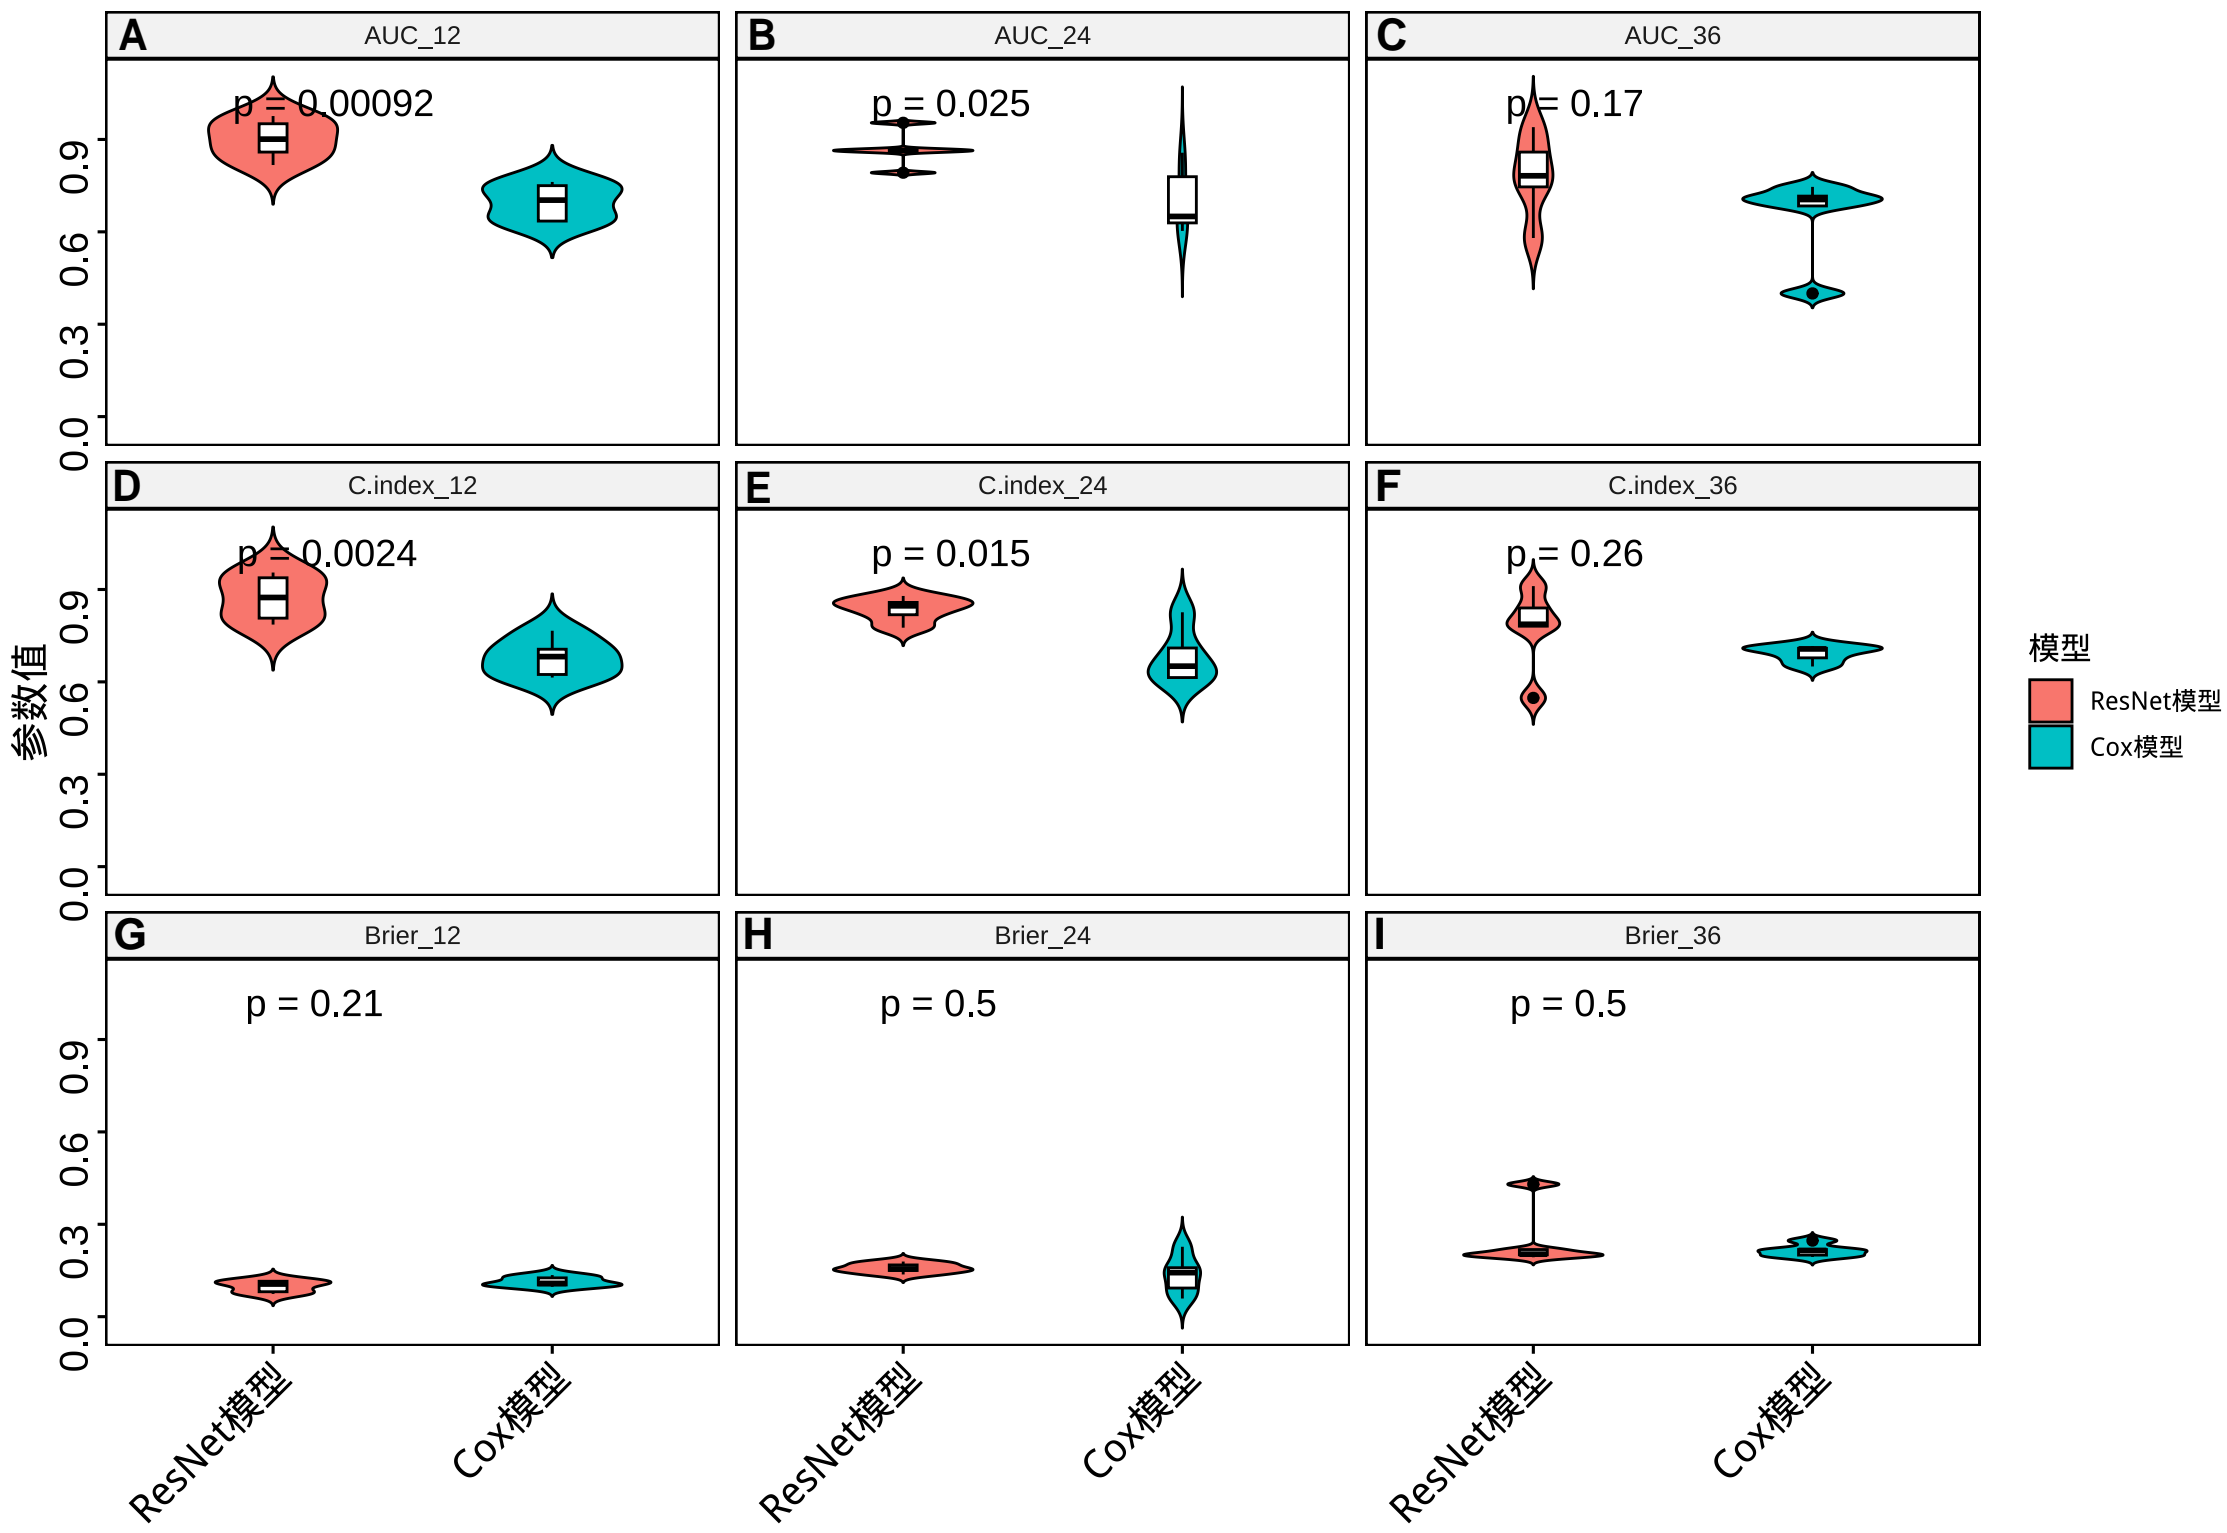 A AUC_12
B AUC_24
C AUC_36
p = 0.00092
p = 0.025
p = 0.17
0.9
0.6
0.3
0.0
D C.index_12
E C.index_24
F C.index_36
p = 0.0024
p = 0.015
p = 0.26
0.9
0.6
0.3
0.0
参数值
模型
ResNet模型
Cox模型
G Brier_12
H Brier_24
I Brier_36
p = 0.21
p = 0.5
p = 0.5
0.9
0.6
0.3
0.0
ResNet模型
Cox模型
ResNet模型
Cox模型
ResNet模型
Cox模型